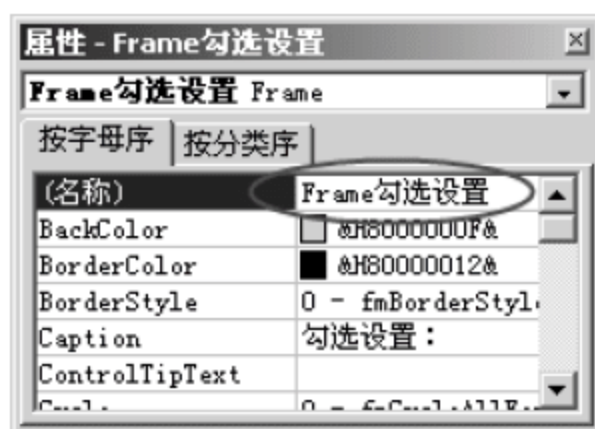 属性 - Frame勾选设置
Frame勾选设置 Frame
按字母序 按分类序
(名称) Frame勾选设置
BackColor &H8000000F&
BorderColor &H80000012&
BorderStyle 0 - fmBorderStyl
Caption 勾选设置：
ControlTipText